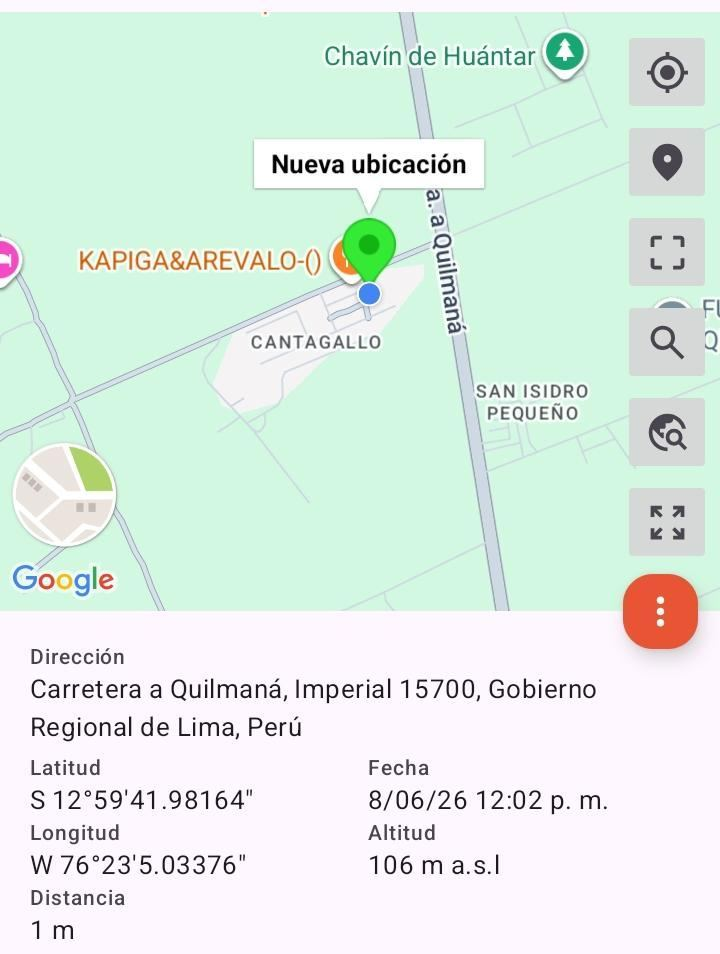 Chavín de Huántar
Nueva ubicación
a. a Quilmaná
KAPIGA&AREVALO-()
CANTAGALLO
SAN ISIDRO
PEQUEÑO
Google
Dirección
Carretera a Quilmaná, Imperial 15700, Gobierno
Regional de Lima, Perú
Latitud
S 12°59'41.98164"
Fecha
8/06/26 12:02 p. m.
Longitud
W 76°23'5.03376"
Altitud
106 m a.s.l
Distancia
1 m